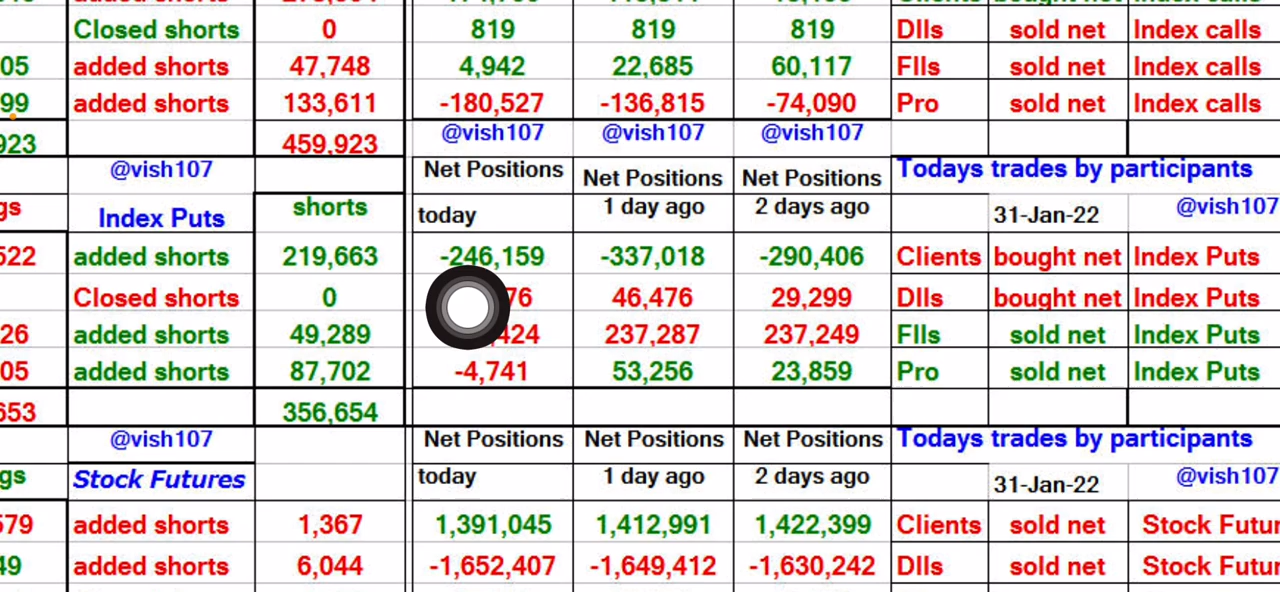 Closed shorts 0 819 819 819 DIIs sold net Index calls
05 added shorts 47,748 4,942 22,685 60,117 FIIs sold net Index calls
99 added shorts 133,611 -180,527 -136,815 -74,090 Pro sold net Index calls
923 459,923 @vish107 @vish107 @vish107
@vish107 Net Positions Net Positions Net Positions Todays trades by participants
gs Index Puts shorts today 1 day ago 2 days ago 31-Jan-22 @vish107
522 added shorts 219,663 -246,159 -337,018 -290,406 Clients bought net Index Puts
Closed shorts 0 76 46,476 29,299 DIIs bought net Index Puts
26 added shorts 49,289 424 237,287 237,249 FIIs sold net Index Puts
05 added shorts 87,702 -4,741 53,256 23,859 Pro sold net Index Puts
653 356,654
@vish107 Net Positions Net Positions Net Positions Todays trades by participants
gs Stock Futures today 1 day ago 2 days ago 31-Jan-22 @vish107
579 added shorts 1,367 1,391,045 1,412,991 1,422,399 Clients sold net Stock Futur
49 added shorts 6,044 -1,652,407 -1,649,412 -1,630,242 DIIs sold net Stock Futur